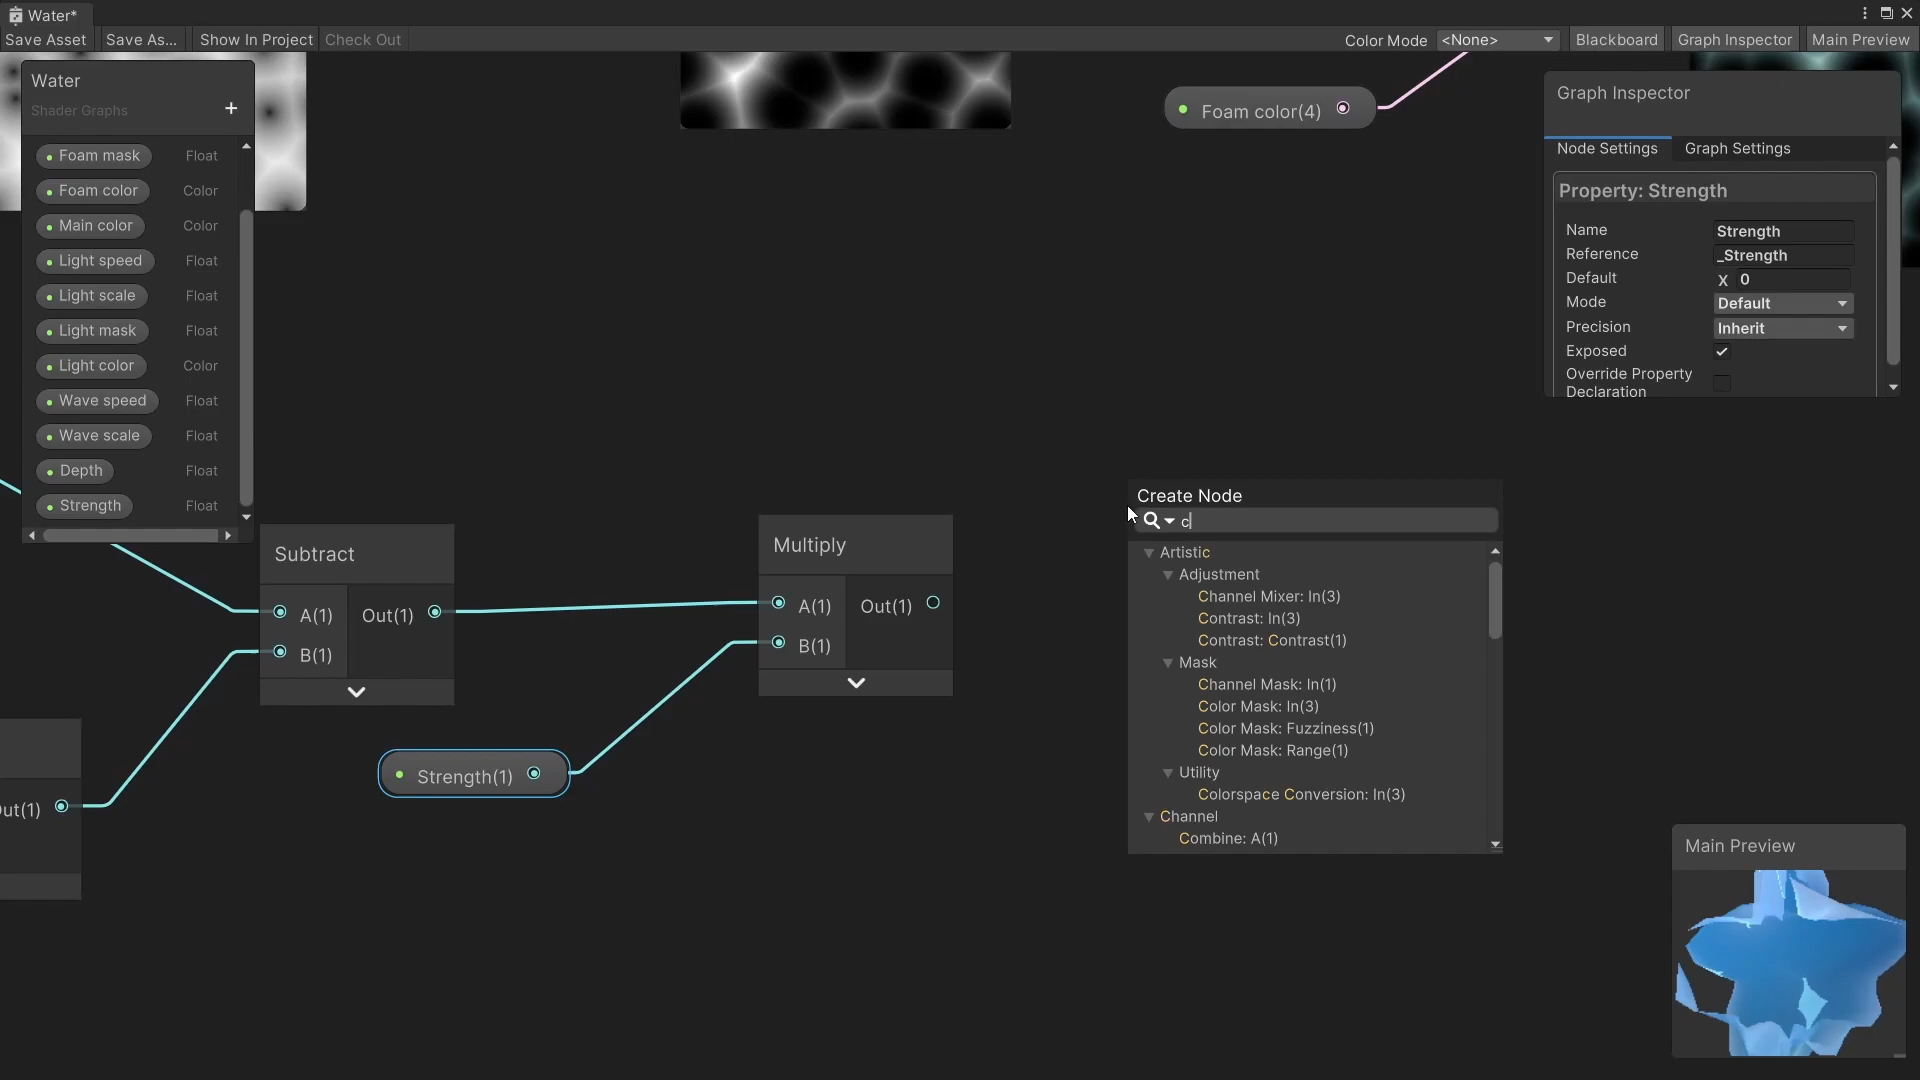 Water*
Save Asset
Save As...
Show In Project
Check Out
Color Mode
<None>
Blackboard
Graph Inspector
Main Preview
Water
Shader Graphs
+
Foam mask Float
Foam color Color
Main color Color
Light speed Float
Light scale Float
Light mask Float
Light color Color
Wave speed Float
Wave scale Float
Depth Float
Strength Float
Foam color(4)
Graph Inspector
Node Settings
Graph Settings
Property: Strength
Name Strength
Reference _Strength
Default X 0
Mode Default
Precision Inherit
Exposed
Override Property
Declaration
Subtract
A(1) Out(1)
B(1)
Multiply
A(1) Out(1)
B(1)
Strength(1)
Create Node
c
Artistic
Adjustment
Channel Mixer: In(3)
Contrast: In(3)
Contrast: Contrast(1)
Mask
Channel Mask: In(1)
Color Mask: In(3)
Color Mask: Fuzziness(1)
Color Mask: Range(1)
Utility
Colorspace Conversion: In(3)
Channel
Combine: A(1)
ut(1)
Main Preview